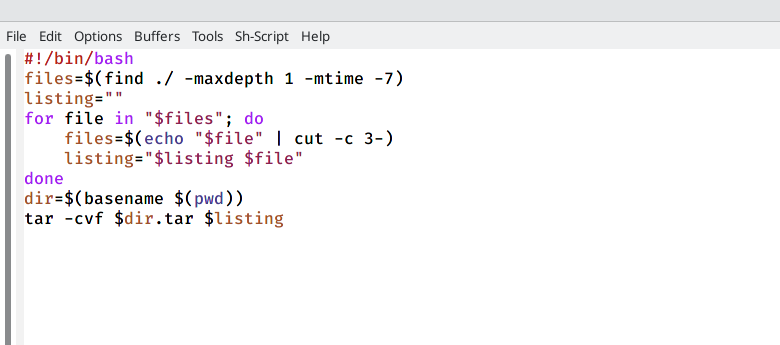 File Edit Options Buffers Tools Sh-Script Help
#!/bin/bash
files=$(find ./ -maxdepth 1 -mtime -7)
listing=""
for file in "$files"; do
    files=$(echo "$file" | cut -c 3-)
    listing="$listing $file"
done
dir=$(basename $(pwd))
tar -cvf $dir.tar $listing